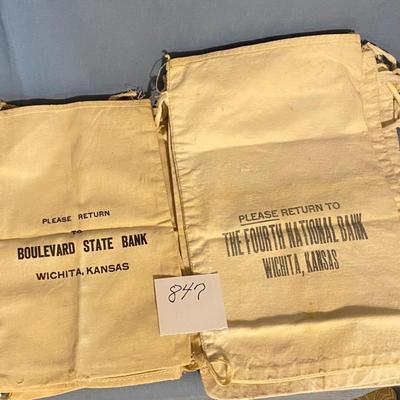 PLEASE RETURN
TO
BOULEVARD STATE BANK
WICHITA, KANSAS
PLEASE RETURN TO
THE FOURTH NATIONAL BANK
WICHITA, KANSAS
847